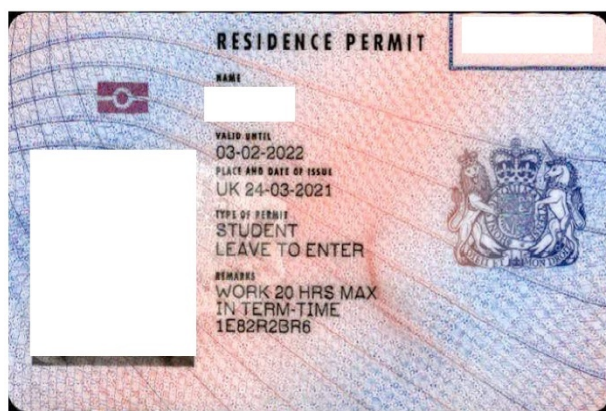 RESIDENCE PERMIT
NAME
VALID UNTIL
03-02-2022
PLACE AND DATE OF ISSUE
UK 24-03-2021
TYPE OF PERMIT
STUDENT
LEAVE TO ENTER
REMARKS
WORK 20 HRS MAX
IN TERM-TIME
1E82R2BR6